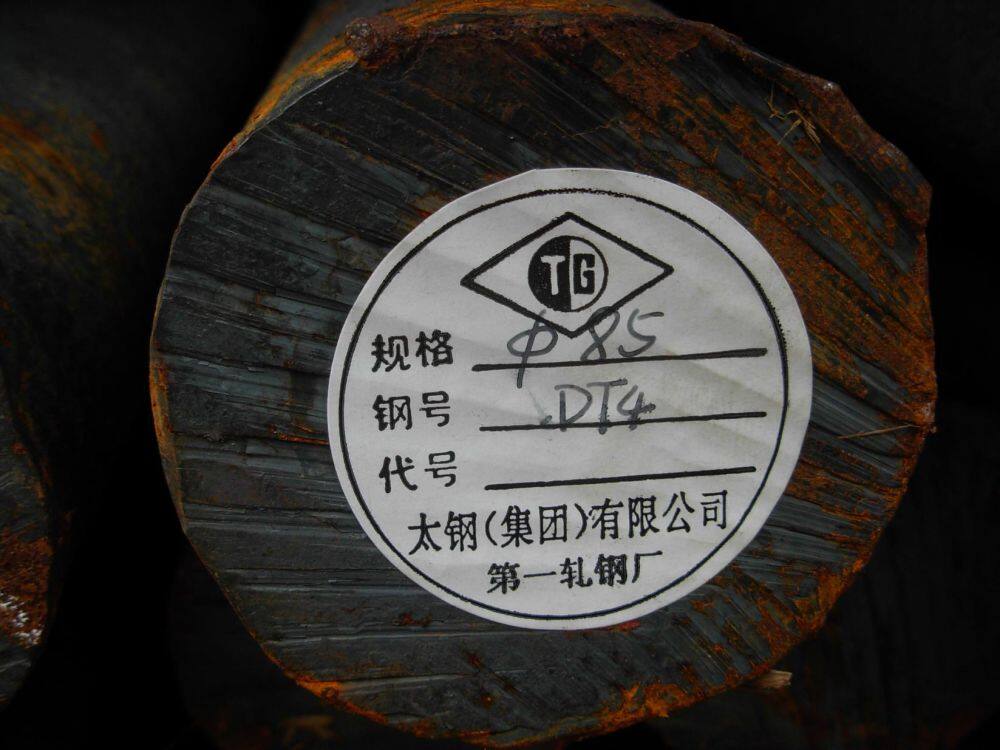 TG
规格 Φ85
钢号 DT4
代号
太钢(集团)有限公司
第一轧钢厂